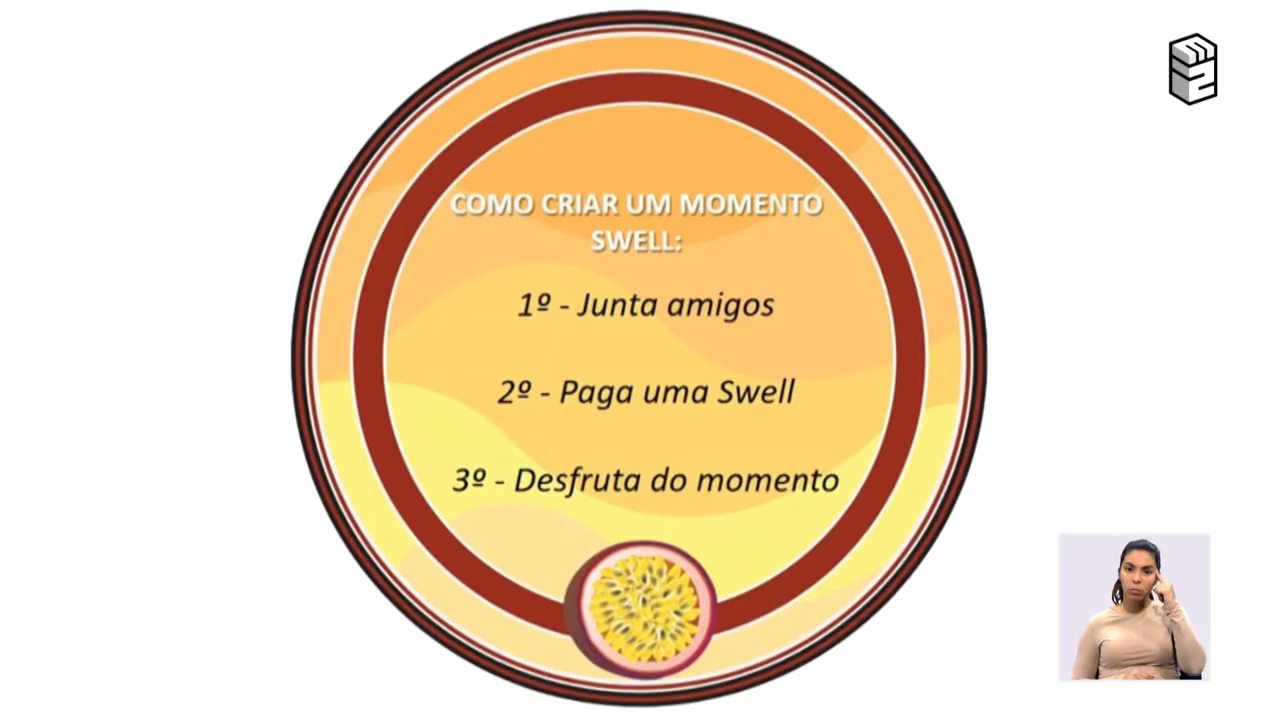 COMO CRIAR UM MOMENTO
SWELL:
1º - Junta amigos
2º - Paga uma Swell
3º - Desfruta do momento